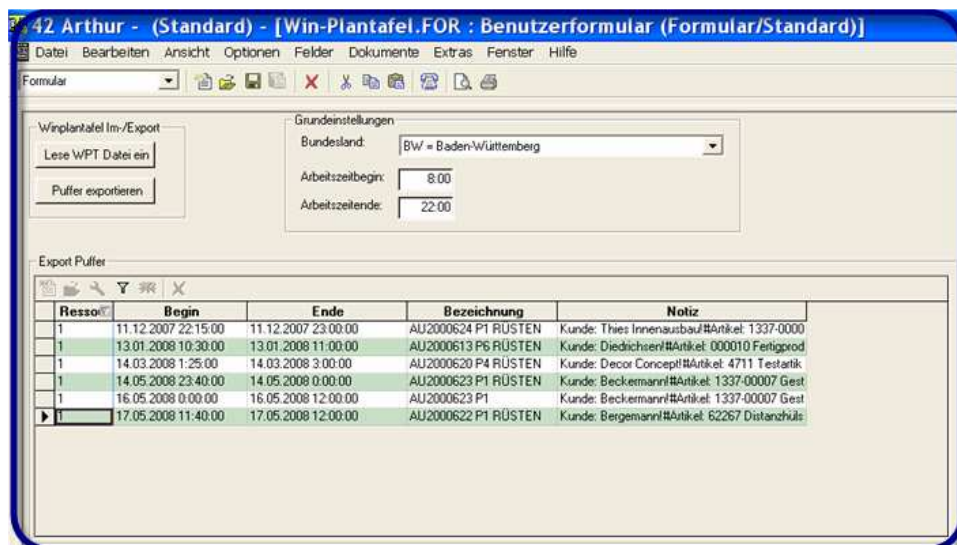 42 Arthur - (Standard) - [Win-Plantafel.FOR : Benutzerformular (Formular/Standard)]
Datei Bearbeiten Ansicht Optionen Felder Dokumente Extras Fenster Hilfe
Formular
Winplantafel Im-/Export
Lese WPT Datei ein
Puffer exportieren
Grundeinstellungen
Bundesland: BW = Baden-Württemberg
Arbeitszeitbegin: 8:00
Arbeitszeitende: 22:00
Export Puffer
Resso Begin Ende Bezeichnung Notiz
1 11.12.2007 22:15:00 11.12.2007 23:00:00 AU2000624 P1 RÜSTEN Kunde: Thies Innenausbau!#Artikel: 1337-0000
1 13.01.2008 10:30:00 13.01.2008 11:00:00 AU2000613 P6 RÜSTEN Kunde: Diedrichsen!#Artikel: 000010 Fertigprod
1 14.03.2008 1:25:00 14.03.2008 3:00:00 AU2000620 P4 RÜSTEN Kunde: Decor Concept!#Artikel: 4711 Testartik
1 14.05.2008 23:40:00 14.05.2008 0:00:00 AU2000623 P1 RÜSTEN Kunde: Beckermann!#Artikel: 1337-00007 Gest
1 16.05.2008 0:00:00 16.05.2008 12:00:00 AU2000623 P1 Kunde: Beckermann!#Artikel: 1337-00007 Gest
1 17.05.2008 11:40:00 17.05.2008 12:00:00 AU2000622 P1 RÜSTEN Kunde: Bergemann!#Artikel: 62267 Distanzhüls